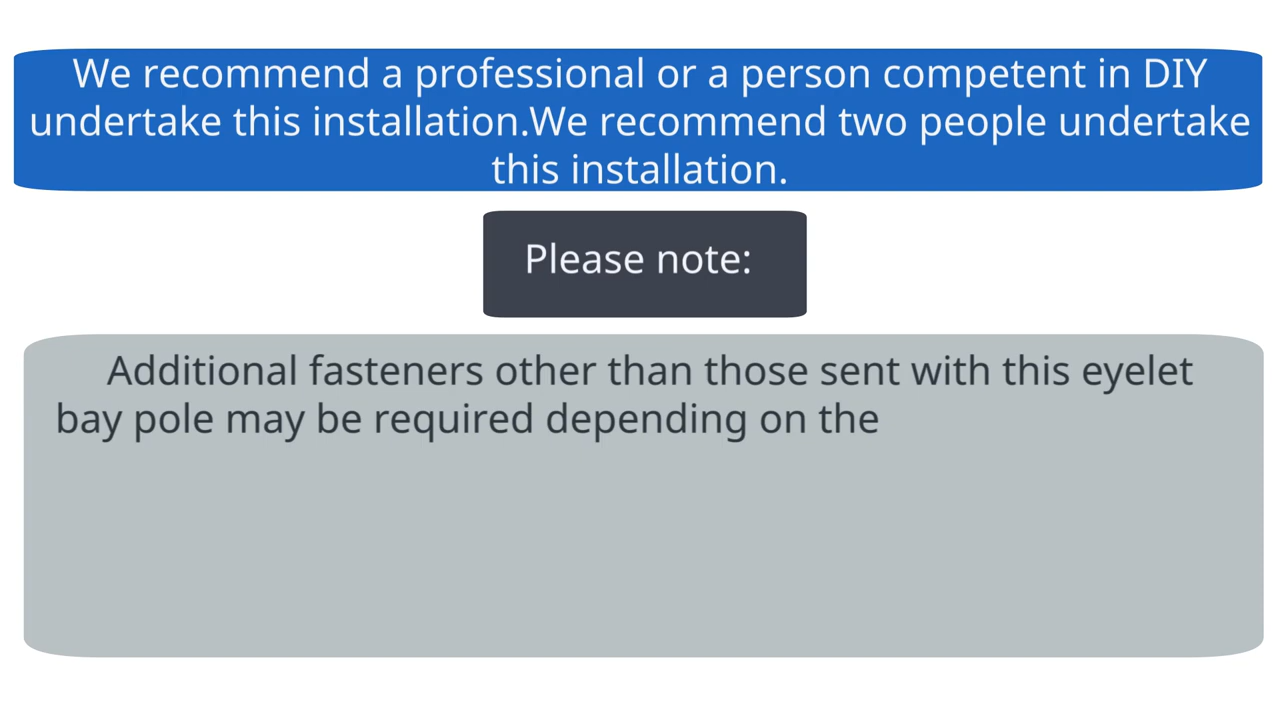 We recommend a professional or a person competent in DIY
undertake this installation.We recommend two people undertake
this installation.
Please note:
Additional fasteners other than those sent with this eyelet
bay pole may be required depending on the